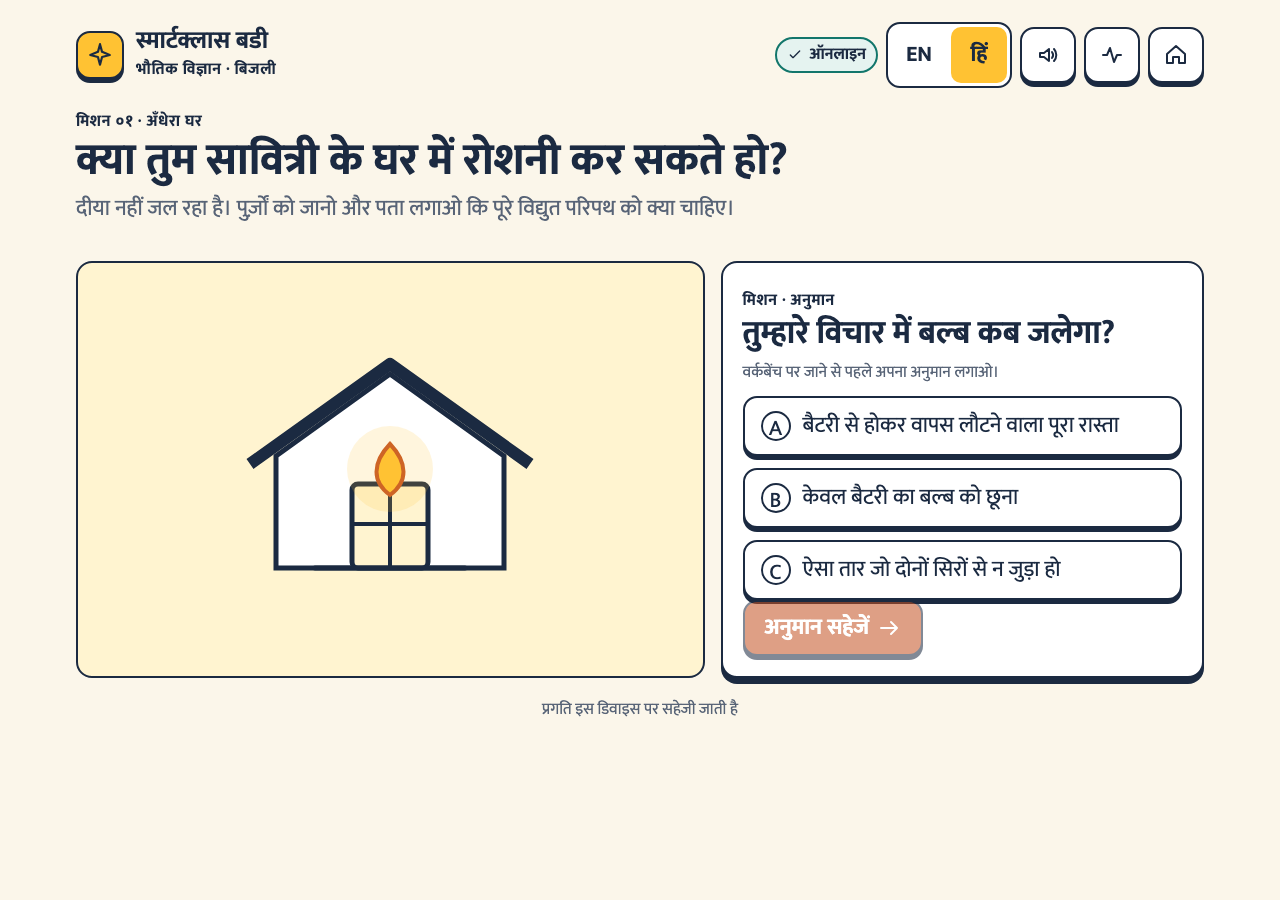 स्मार्टक्लास बडी
भौतिक विज्ञान · बिजली
ऑनलाइन
EN
हिं
मिशन ०१ · अँधेरा घर
क्या तुम सावित्री के घर में रोशनी कर सकते हो?
दीया नहीं जल रहा है। पुर्ज़ों को जानो और पता लगाओ कि पूरे विद्युत परिपथ को क्या चाहिए।
मिशन · अनुमान
तुम्हारे विचार में बल्ब कब जलेगा?
वर्कबेंच पर जाने से पहले अपना अनुमान लगाओ।
A बैटरी से होकर वापस लौटने वाला पूरा रास्ता
B केवल बैटरी का बल्ब को छूना
C ऐसा तार जो दोनों सिरों से न जुड़ा हो
अनुमान सहेजें →
प्रगति इस डिवाइस पर सहेजी जाती है